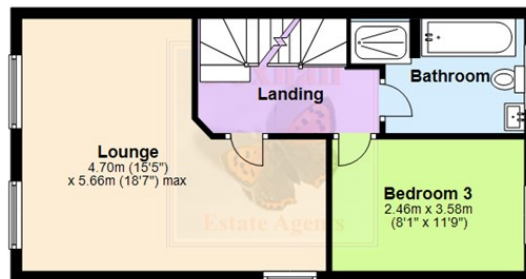 Bathroom
Landing
Lounge
4.70m (15'5")
x 5.66m (18'7") max
Bedroom 3
2.46m x 3.58m
(8'1" x 11'9")
Estate Agents